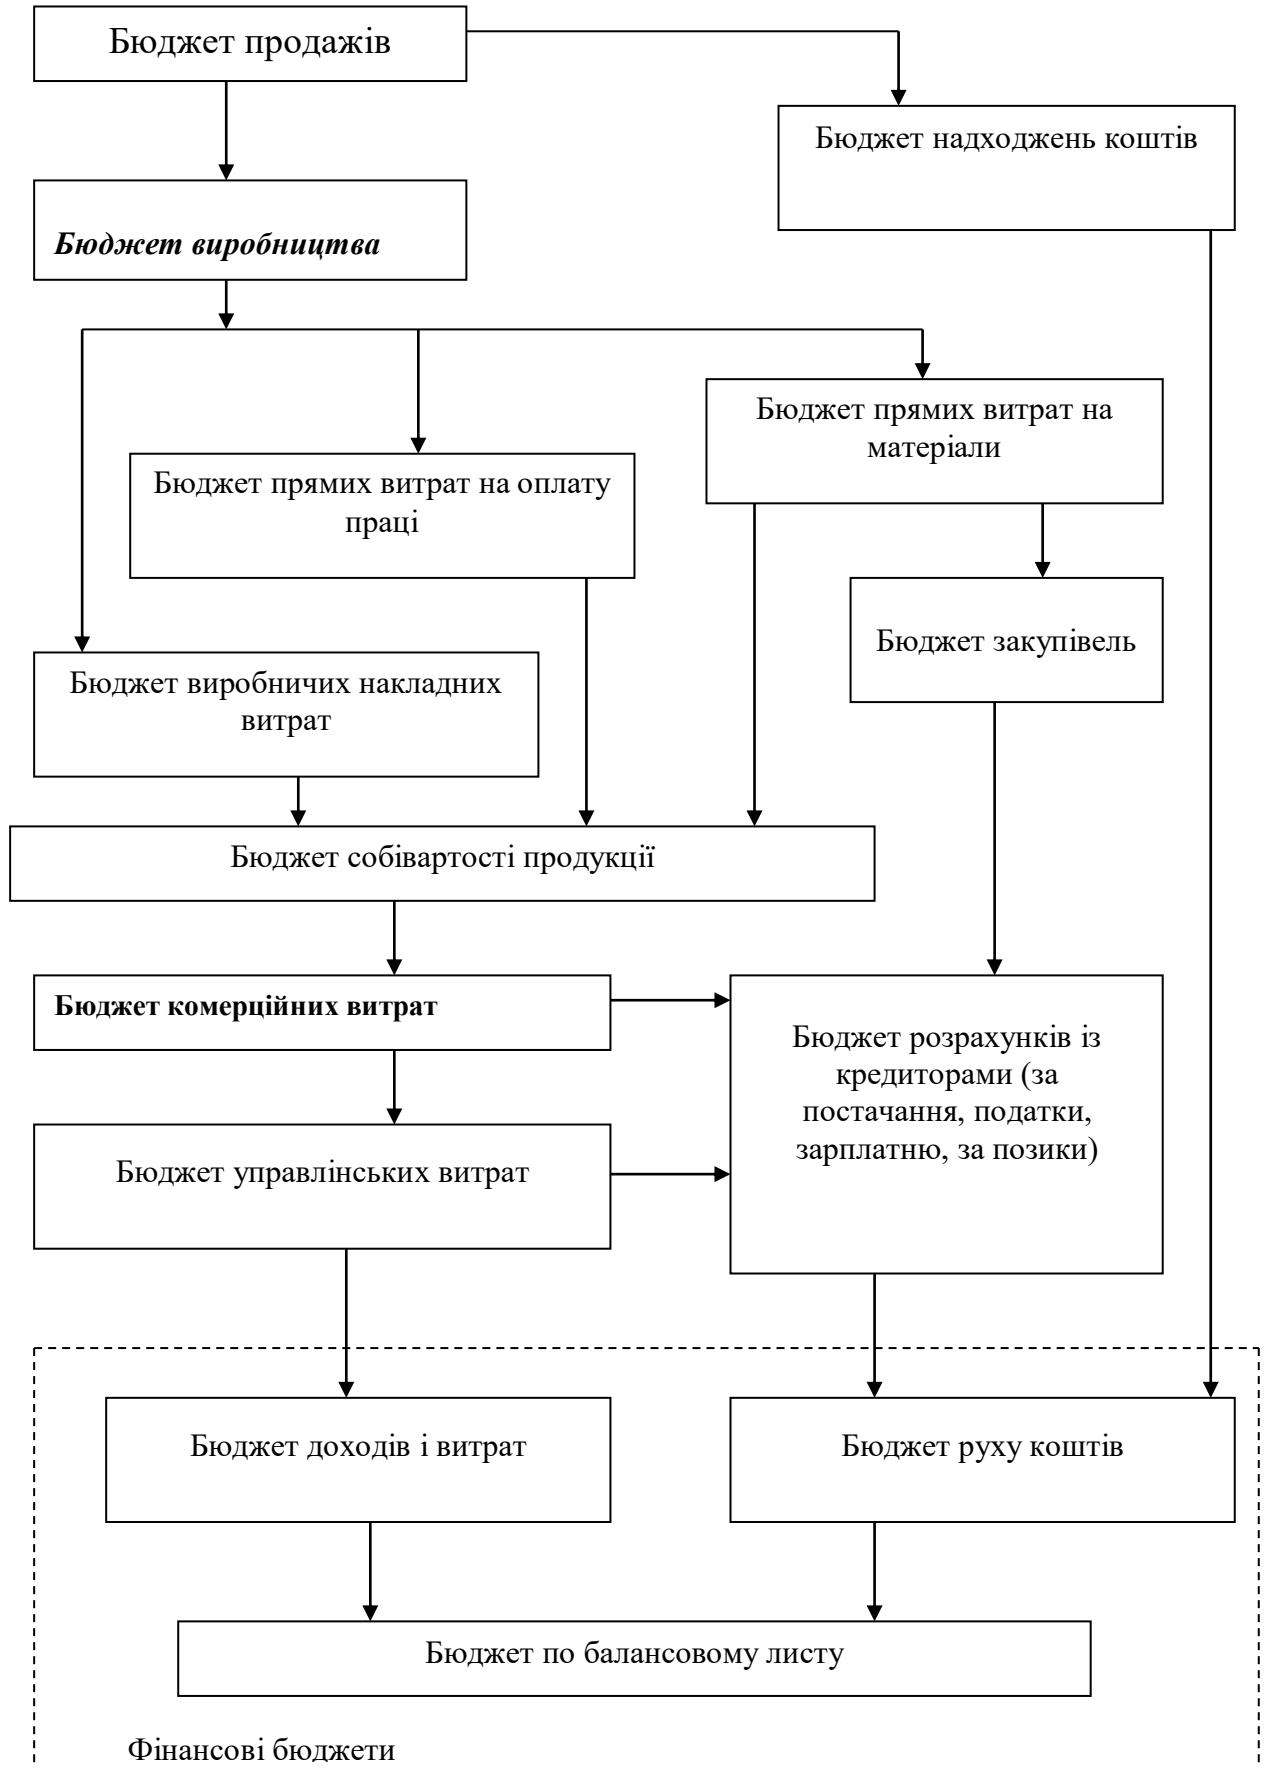 Бюджет продажів
Бюджет надходжень коштів
Бюджет виробництва
Бюджет прямих витрат на
матеріали
Бюджет прямих витрат на оплату
праці
Бюджет закупівель
Бюджет виробничих накладних
витрат
Бюджет собівартості продукції
Бюджет комерційних витрат
Бюджет розрахунків із
кредиторами (за
постачання, податки,
зарплатню, за позики)
Бюджет управлінських витрат
Бюджет доходів і витрат
Бюджет руху коштів
Бюджет по балансовому листу
Фінансові бюджети